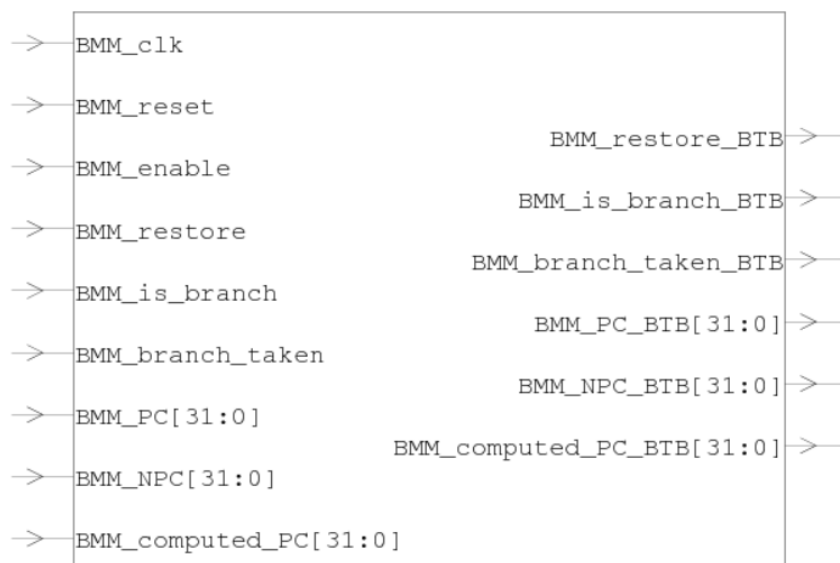 BMM_clk
BMM_reset
BMM_enable
BMM_restore
BMM_is_branch
BMM_branch_taken
BMM_PC[31:0]
BMM_NPC[31:0]
BMM_computed_PC[31:0]
BMM_restore_BTB
BMM_is_branch_BTB
BMM_branch_taken_BTB
BMM_PC_BTB[31:0]
BMM_NPC_BTB[31:0]
BMM_computed_PC_BTB[31:0]